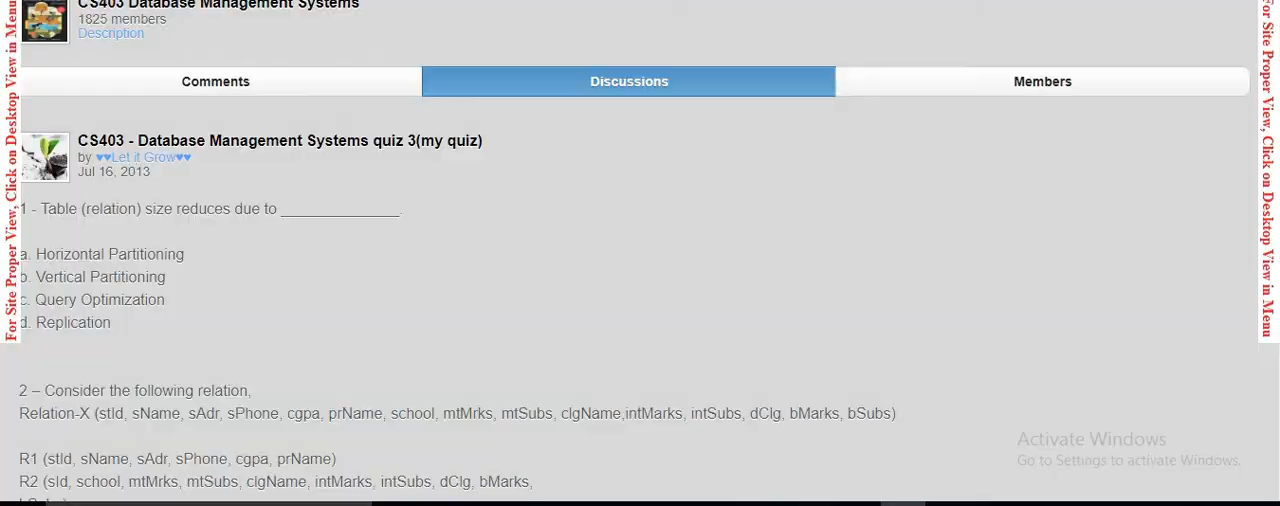 CS403 Database Management Systems
1825 members
Description
Comments
Discussions
Members
CS403 - Database Management Systems quiz 3(my quiz)
by ♥♥Let it Grow♥♥
Jul 16, 2013
1 - Table (relation) size reduces due to ______________.
a. Horizontal Partitioning
b. Vertical Partitioning
c. Query Optimization
d. Replication
2 – Consider the following relation,
Relation-X (stId, sName, sAdr, sPhone, cgpa, prName, school, mtMrks, mtSubs, clgName,intMarks, intSubs, dClg, bMarks, bSubs)
R1 (stId, sName, sAdr, sPhone, cgpa, prName)
R2 (sId, school, mtMrks, mtSubs, clgName, intMarks, intSubs, dClg, bMarks,
Activate Windows
Go to Settings to activate Windows.
For Site Proper View, Click on Desktop View in Menu
For Site Proper View, Click on Desktop View in Menu